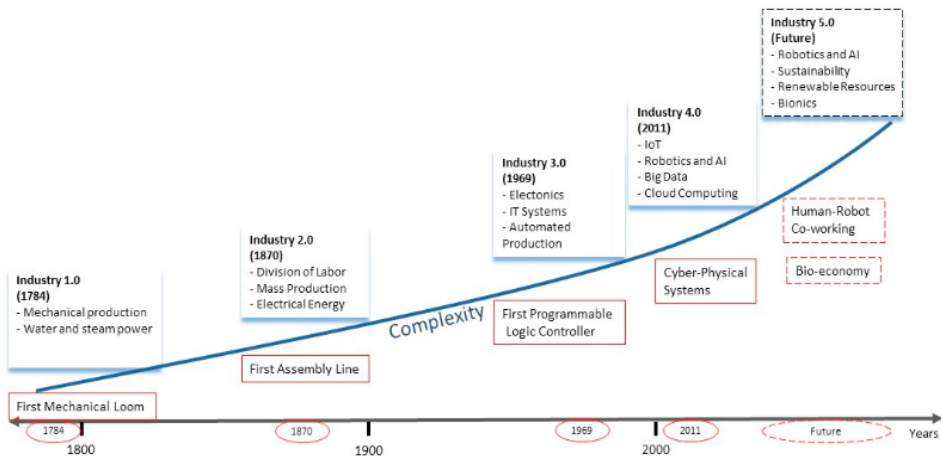 Industry 5.0
(Future)
- Robotics and AI
- Sustainability
- Renewable Resources
- Bionics
Industry 4.0
(2011)
- IoT
- Robotics and AI
- Big Data
- Cloud Computing
Industry 3.0
(1969)
- Electonics
- IT Systems
- Automated
Production
Industry 2.0
(1870)
- Division of Labor
- Mass Production
- Electrical Energy
Industry 1.0
(1784)
- Mechanical production
- Water and steam power
Complexity
Human-Robot
Co-working
Bio-economy
Cyber-Physical
Systems
First Programmable
Logic Controller
First Assembly Line
First Mechanical Loom
1784
1870
1969
2011
Future
Years
1800
1900
2000